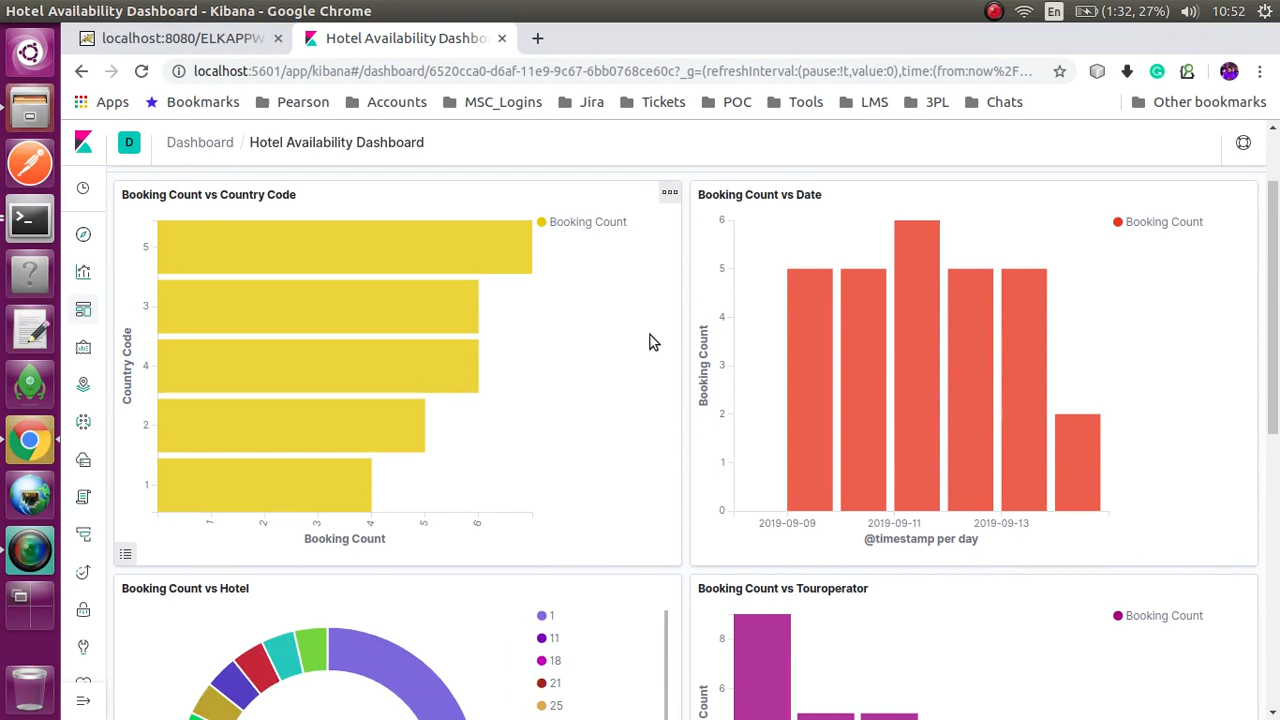 Hotel Availability Dashboard - Kibana - Google Chrome
En
(1:32, 27%)
10:52
localhost:8080/ELKAPPW
Hotel Availability Dashbo
localhost:5601/app/kibana#/dashboard/6520cca0-d6af-11e9-9c67-6bb0768ce60c?_g=(refreshInterval:(pause:!t,value:0),time:(from:now%2F...
Apps
Bookmarks
Pearson
Accounts
MSC_Logins
Jira
Tickets
POC
Tools
LMS
3PL
Chats
Other bookmarks
D
Dashboard / Hotel Availability Dashboard
Booking Count vs Country Code
Booking Count
5
3
4
2
1
Country Code
1
2
3
4
5
6
Booking Count
Booking Count vs Date
Booking Count
6
5
4
3
2
1
0
Booking Count
2019-09-09
2019-09-11
2019-09-13
@timestamp per day
Booking Count vs Hotel
1
11
18
21
25
Booking Count vs Touroperator
Booking Count
8
6
Count